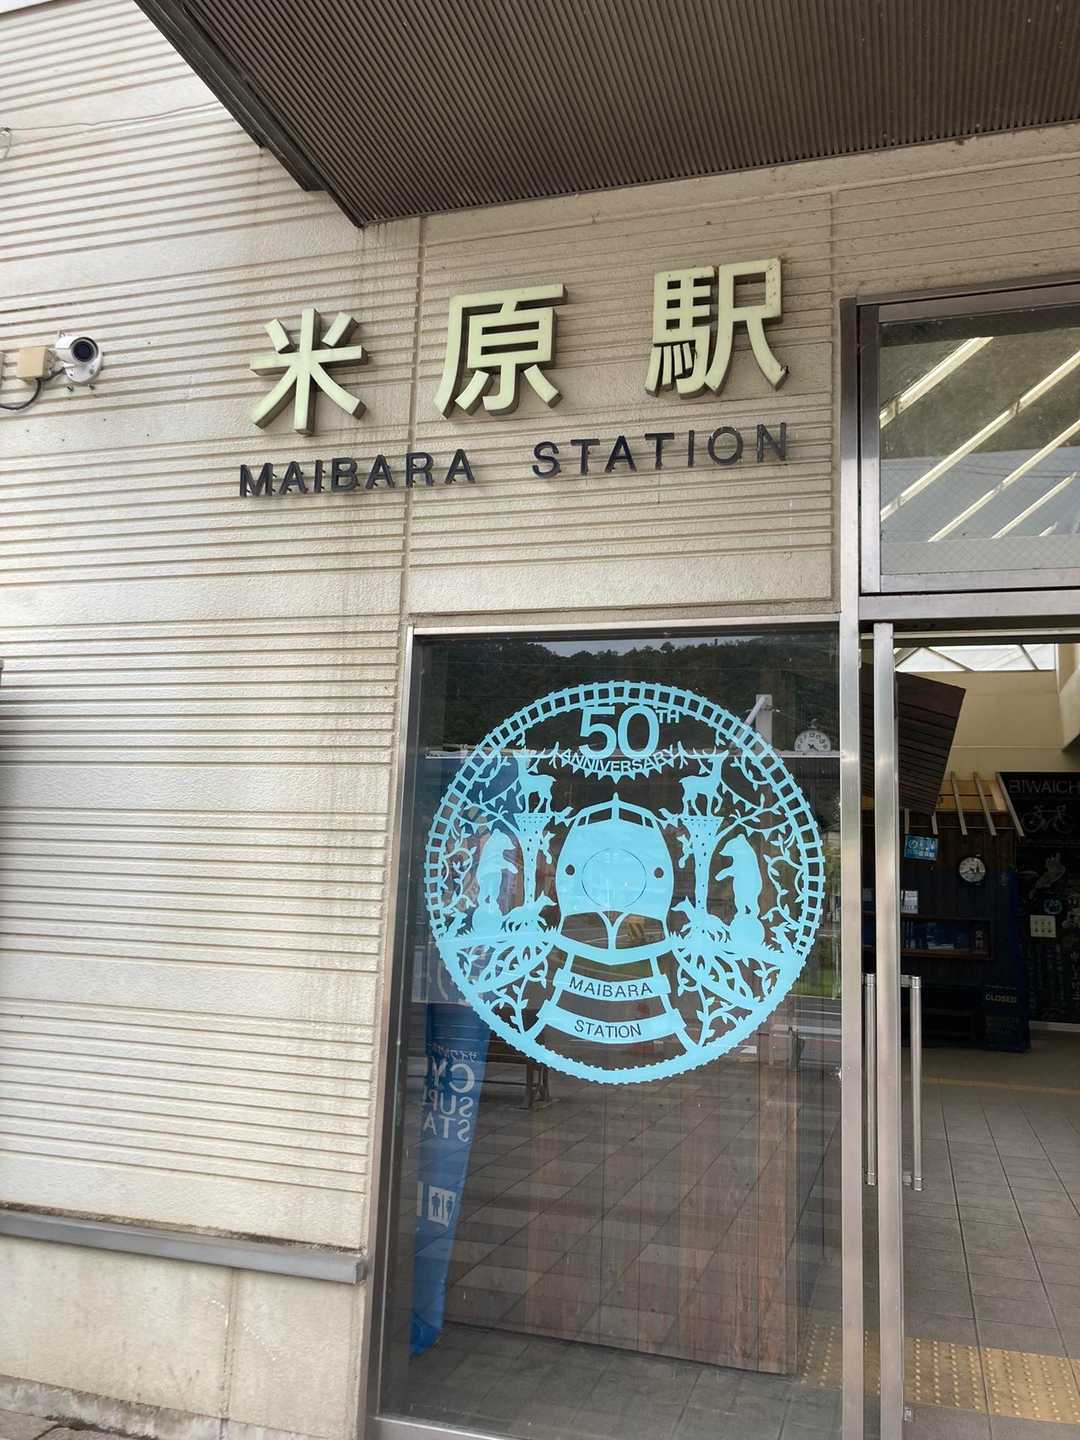 米原駅
MAIBARA STATION
50TH
ANNIVERSARY
MAIBARA
STATION
BIWAICH
CLOSED